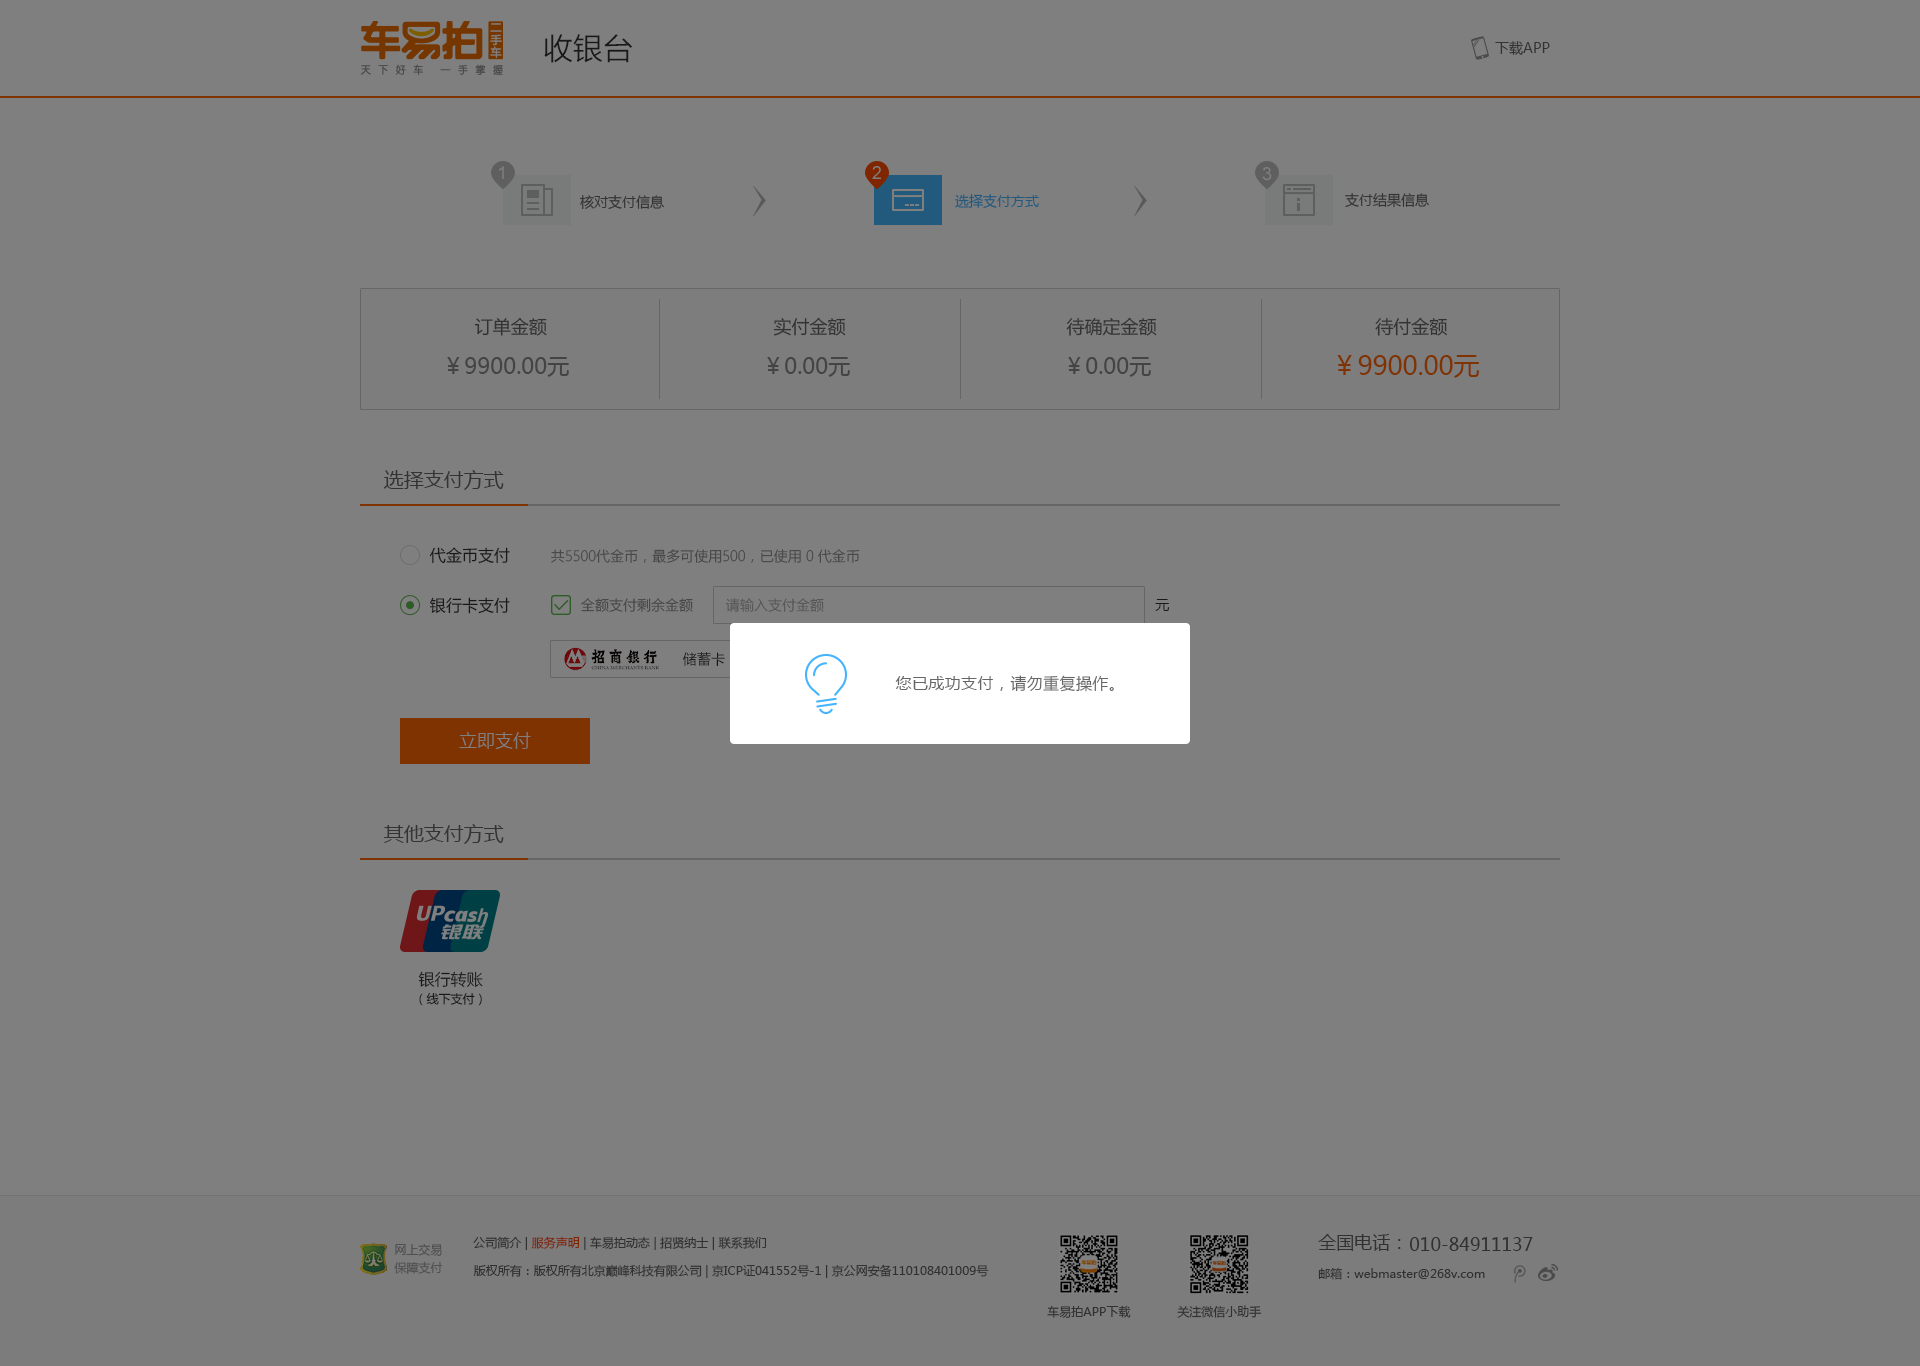 车易拍 二手车
天下好车 一手掌握
收银台
下载APP
1
核对支付信息
2
选择支付方式
3
支付结果信息
订单金额
¥ 9900.00元
实付金额
¥ 0.00元
待确定金额
¥ 0.00元
待付金额
¥ 9900.00元
选择支付方式
代金币支付
共5500代金币，最多可使用500，已使用 0 代金币
银行卡支付
全额支付剩余金额
请输入支付金额
元
招商银行
CHINA MERCHANTS BANK
储蓄卡
您已成功支付，请勿重复操作。
立即支付
其他支付方式
UPcash
银联
银行转账
（线下支付）
网上交易
保障支付
公司简介 | 服务声明 | 车易拍动态 | 招贤纳士 | 联系我们
版权所有：版权所有北京巅峰科技有限公司 | 京ICP证041552号-1 | 京公网安备110108401009号
车易拍APP下载
关注微信小助手
全国电话：010-84911137
邮箱：webmaster@268v.com